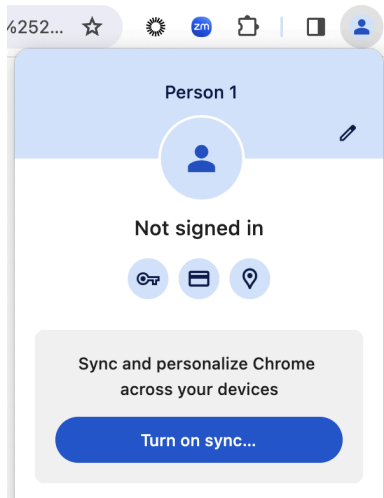 %252...
zm
Person 1
Not signed in
Sync and personalize Chrome
across your devices
Turn on sync...